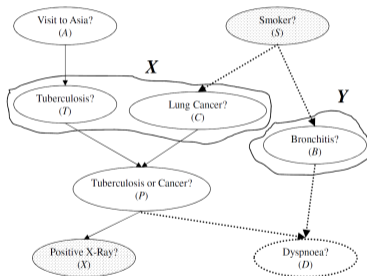 Visit to Asia?
(A)
Smoker?
(S)
X
Tuberculosis?
(T)
Lung Cancer?
(C)
Y
Bronchitis?
(B)
Tuberculosis or Cancer?
(P)
Positive X-Ray?
(X)
Dyspnoea?
(D)